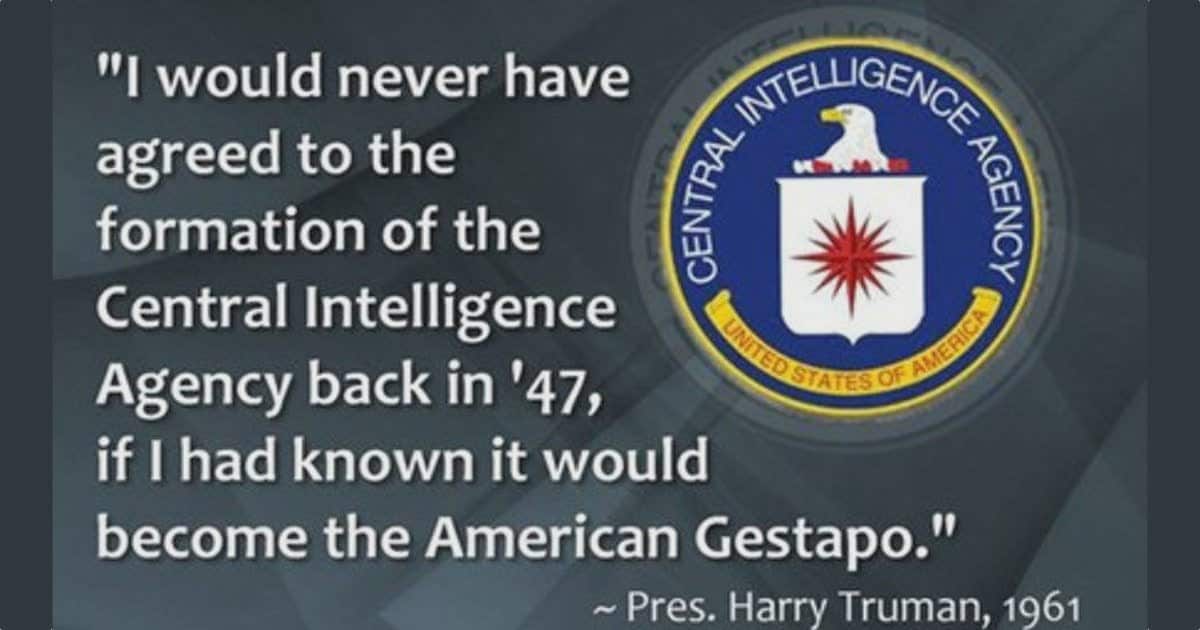 "I would never have
agreed to the
formation of the
Central Intelligence
Agency back in '47,
if I had known it would
become the American Gestapo."
~ Pres. Harry Truman, 1961
CENTRAL INTELLIGENCE AGENCY
UNITED STATES OF AMERICA